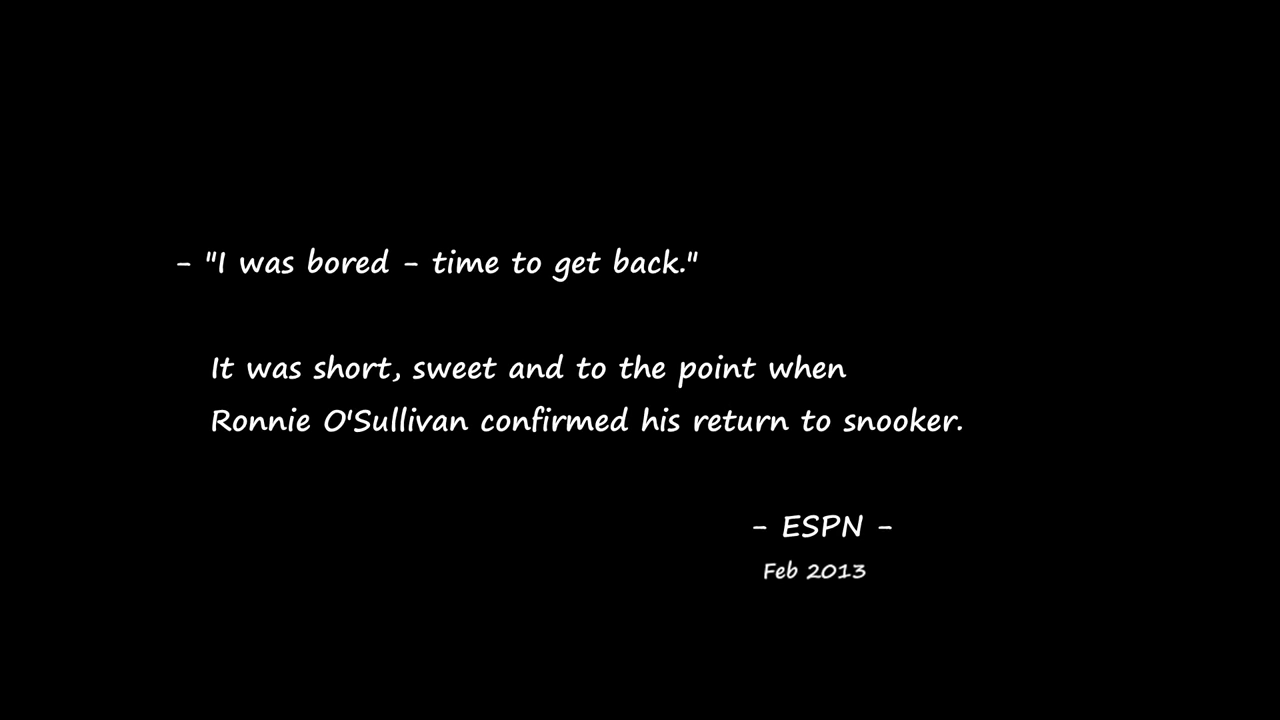 - "I was bored - time to get back."
It was short, sweet and to the point when
Ronnie O'Sullivan confirmed his return to snooker.
- ESPN -
Feb 2013